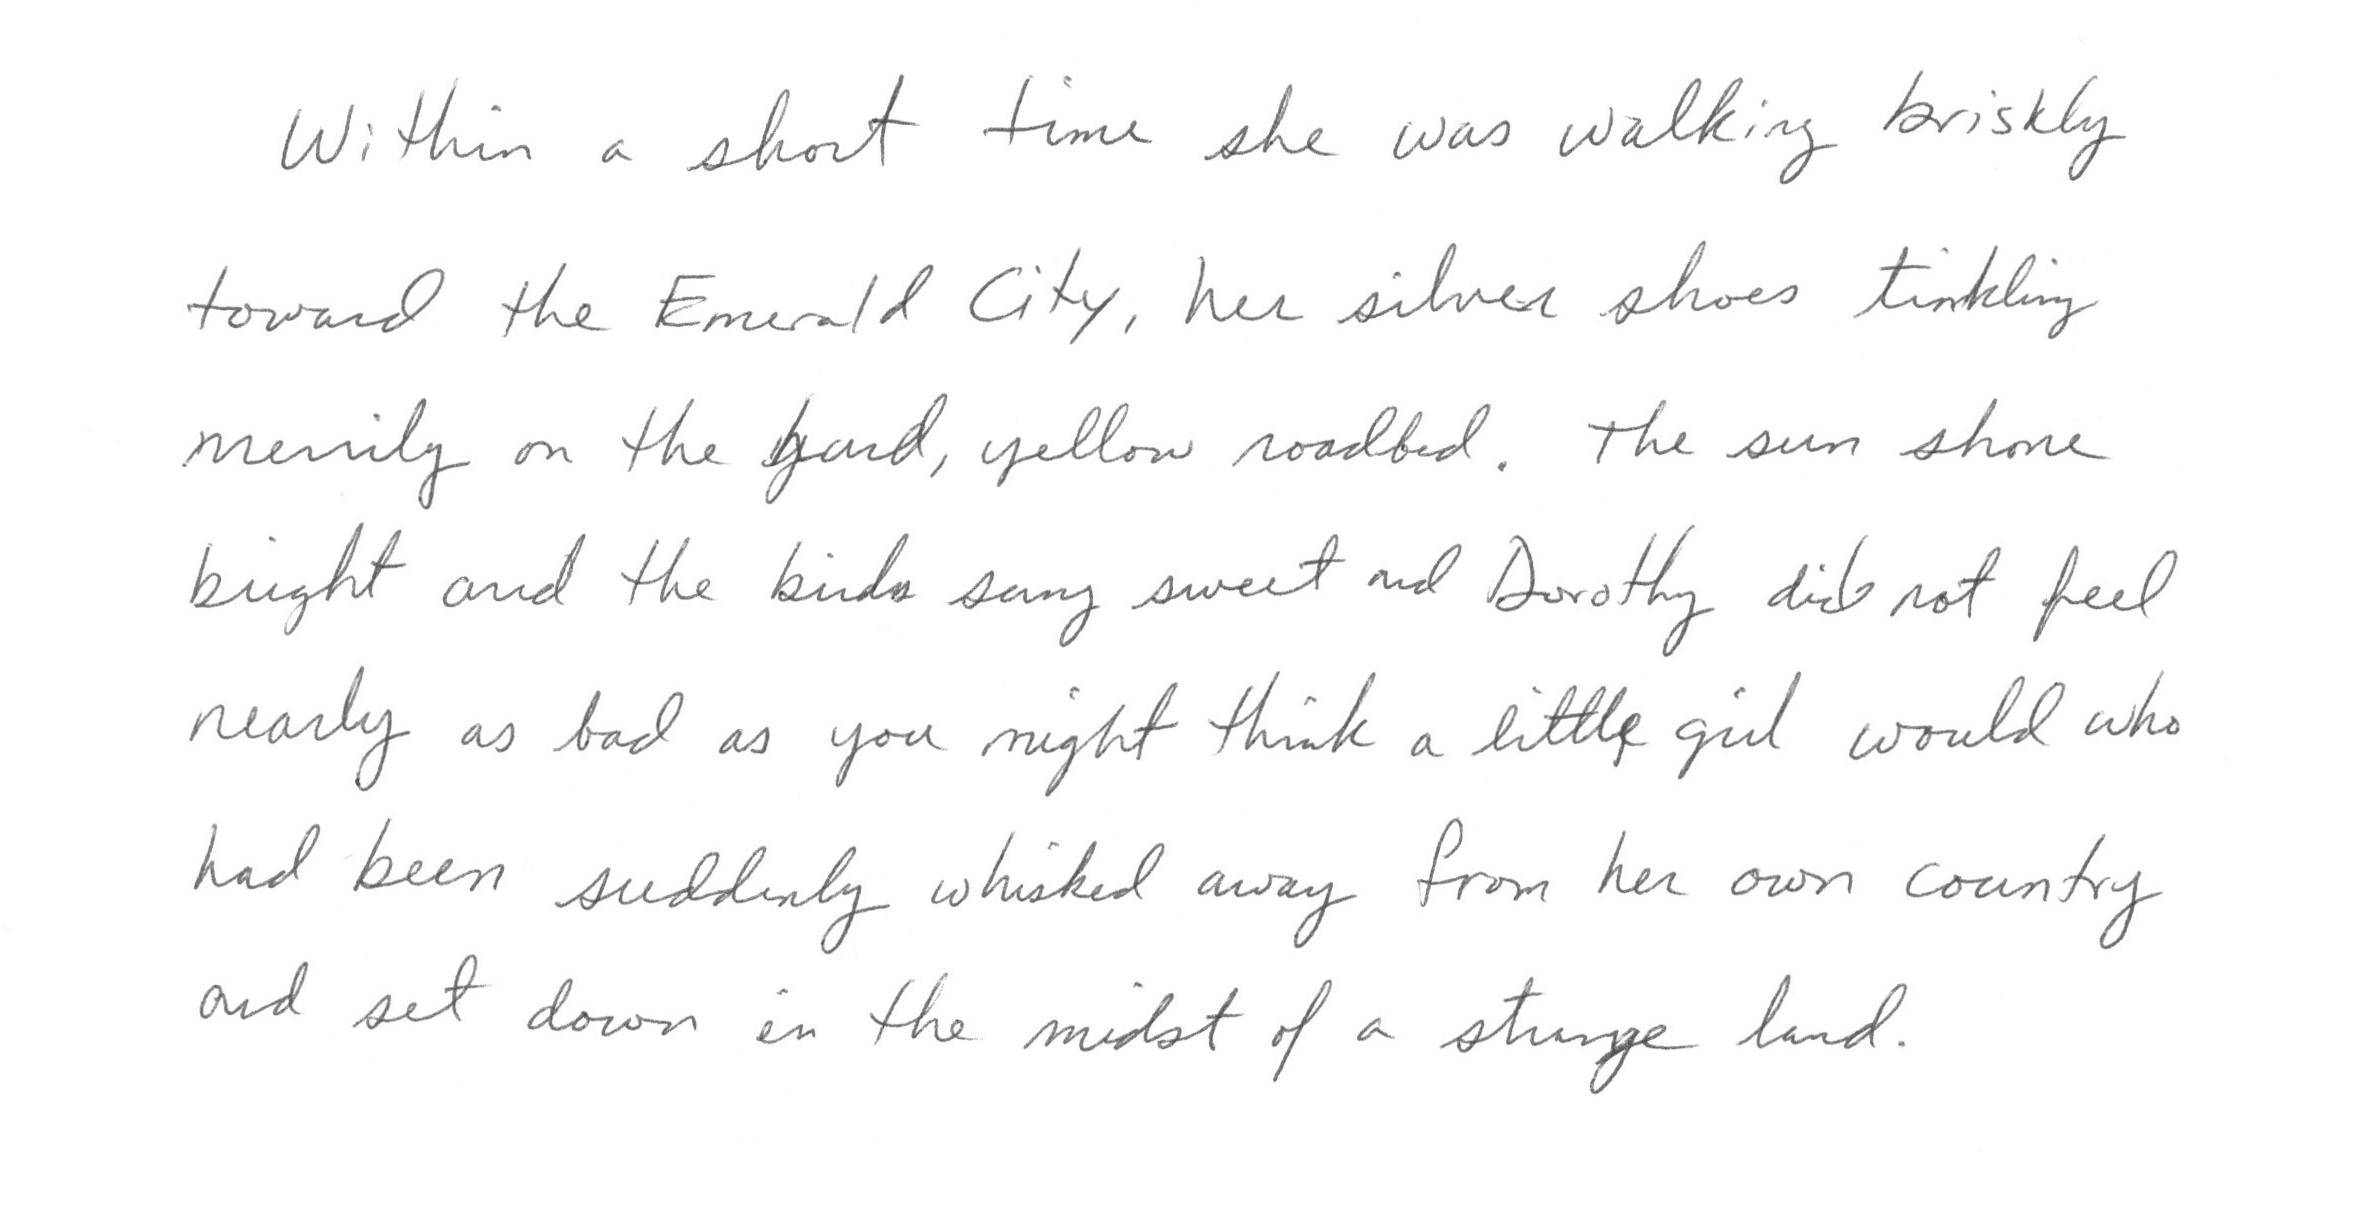 Within a short time she was walking briskly
toward the Emerald City, her silver shoes tinkling
merrily on the hard, yellow roadbed. The sun shone
bright and the birds sang sweet and Dorothy did not feel
nearly as bad as you might think a little girl would who
had been suddenly whisked away from her own country
and set down in the midst of a strange land.